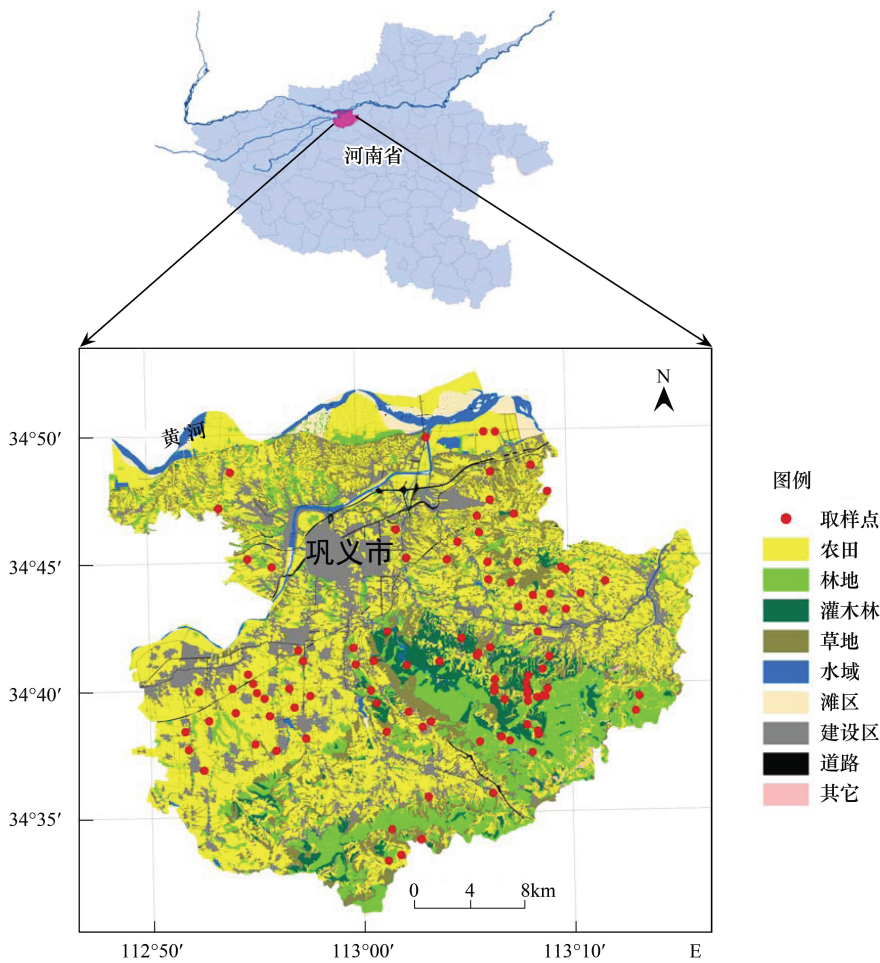 河南省
N
34°50′
34°45′
34°40′
34°35′
黄河
巩义市
0 4 8km
112°50′ 113°00′ 113°10′ E
图例
取样点
农田
林地
灌木林
草地
水域
滩区
建设区
道路
其它